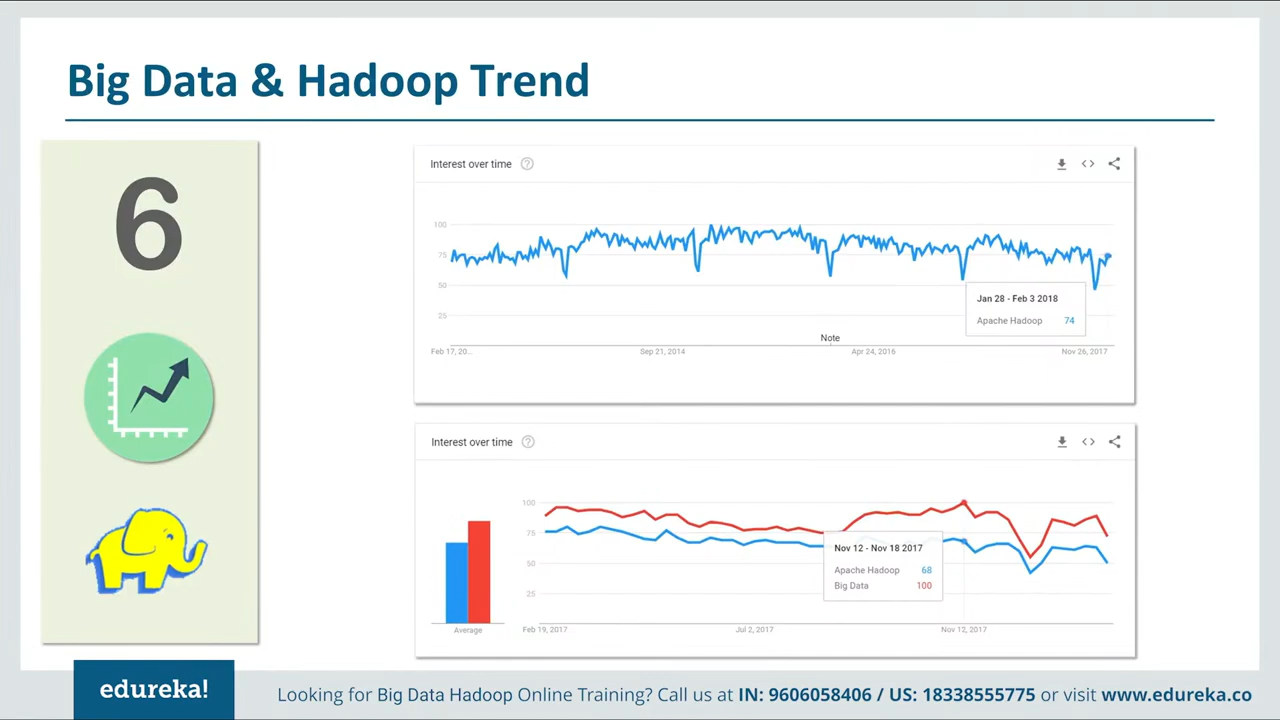 Big Data & Hadoop Trend
6
Interest over time
100
75
50
25
Jan 28 - Feb 3 2018
Apache Hadoop 74
Note
Feb 17, 20... Sep 21, 2014 Apr 24, 2016 Nov 26, 2017
Interest over time
100
75
50
25
Nov 12 - Nov 18 2017
Apache Hadoop 68
Big Data 100
Average Feb 19, 2017 Jul 2, 2017 Nov 12, 2017
edureka!
Looking for Big Data Hadoop Online Training? Call us at IN: 9606058406 / US: 18338555775 or visit www.edureka.co